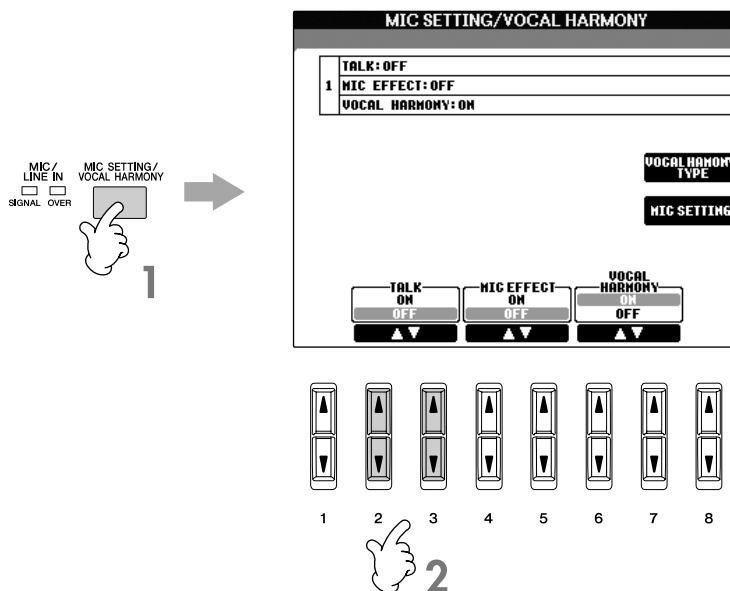 MIC SETTING/VOCAL HARMONY
TALK:OFF
1 MIC EFFECT:OFF
VOCAL HARMONY:ON
MIC/
LINE IN
SIGNAL OVER
MIC SETTING/
VOCAL HARMONY
1
VOCAL HAMONY
TYPE
MIC SETTING
TALK
ON
OFF
MIC EFFECT
ON
OFF
VOCAL
HARMONY
ON
OFF
1 2 3 4 5 6 7 8
2